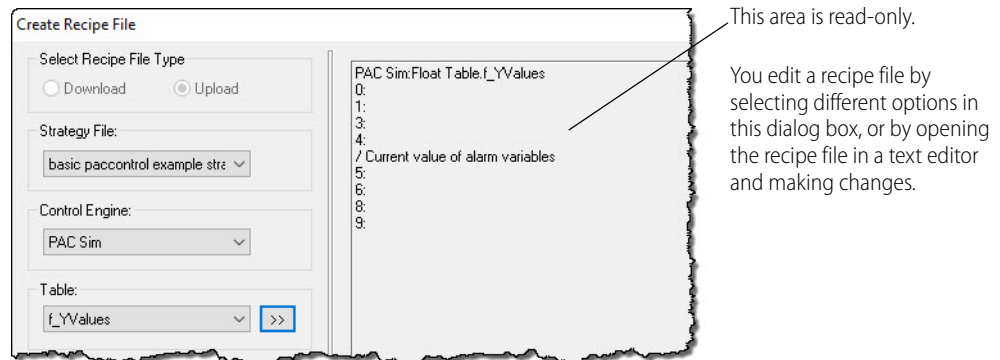 Create Recipe File
Select Recipe File Type
Download
Upload
Strategy File:
basic paccontrol example stra
Control Engine:
PAC Sim
Table:
f_YValues
>>
PAC Sim:Float Table.f_YValues
0:
1:
3:
4:
/ Current value of alarm variables
5:
6:
8:
9:
This area is read-only.
You edit a recipe file by
selecting different options in
this dialog box, or by opening
the recipe file in a text editor
and making changes.